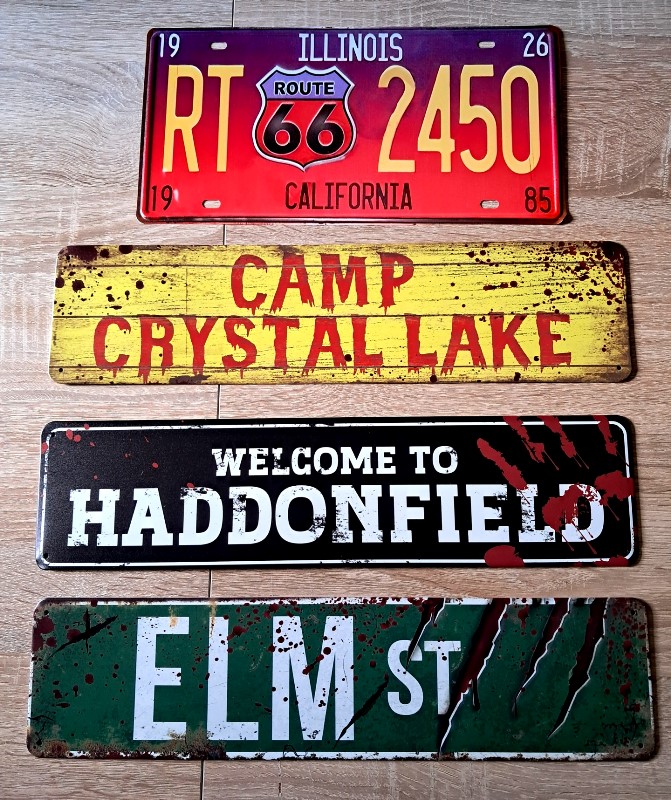 19 ILLINOIS 26
RT ROUTE 66 2450
19 CALIFORNIA 85
CAMP
CRYSTAL LAKE
WELCOME TO
HADDONFIELD
ELM ST